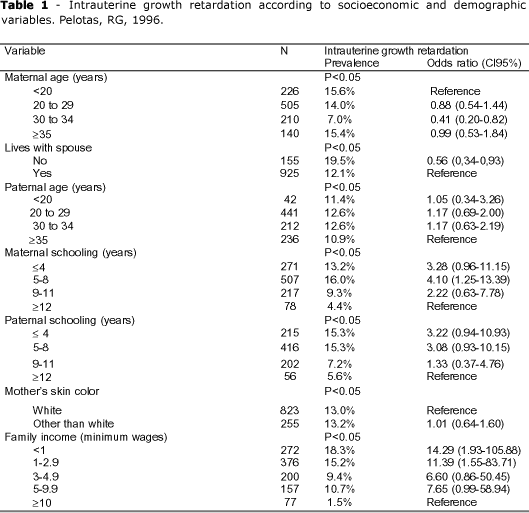 Table 1 - Intrauterine growth retardation according to socioeconomic and demographic
variables. Pelotas, RG, 1996.
Variable N Intrauterine growth retardation
Prevalence Odds ratio (CI95%)
Maternal age (years) P<0.05
<20 226 15.6% Reference
20 to 29 505 14.0% 0.88 (0.54-1.44)
30 to 34 210 7.0% 0.41 (0.20-0.82)
≥35 140 15.4% 0.99 (0.53-1.84)
Lives with spouse P<0.05
No 155 19.5% 0.56 (0,34-0,93)
Yes 925 12.1% Reference
Paternal age (years) P<0.05
<20 42 11.4% 1.05 (0.34-3.26)
20 to 29 441 12.6% 1.17 (0.69-2.00)
30 to 34 212 12.6% 1.17 (0.63-2.19)
≥35 236 10.9% Reference
Maternal schooling (years) P<0.05
≤4 271 13.2% 3.28 (0.96-11.15)
5-8 507 16.0% 4.10 (1.25-13.39)
9-11 217 9.3% 2.22 (0.63-7.78)
≥12 78 4.4% Reference
Paternal schooling (years) P<0.05
≤ 4 215 15.3% 3.22 (0.94-10.93)
5-8 416 15.3% 3.08 (0.93-10.15)
9-11 202 7.2% 1.33 (0.37-4.76)
≥12 56 5.6% Reference
Mother's skin color P<0.05
White 823 13.0% Reference
Other than white 255 13.2% 1.01 (0.64-1.60)
Family income (minimum wages) P<0.05
<1 272 18.3% 14.29 (1.93-105.88)
1-2.9 376 15.2% 11.39 (1.55-83.71)
3-4.9 200 9.4% 6.60 (0.86-50.45)
5-9.9 157 10.7% 7.65 (0.99-58.94)
≥10 77 1.5% Reference